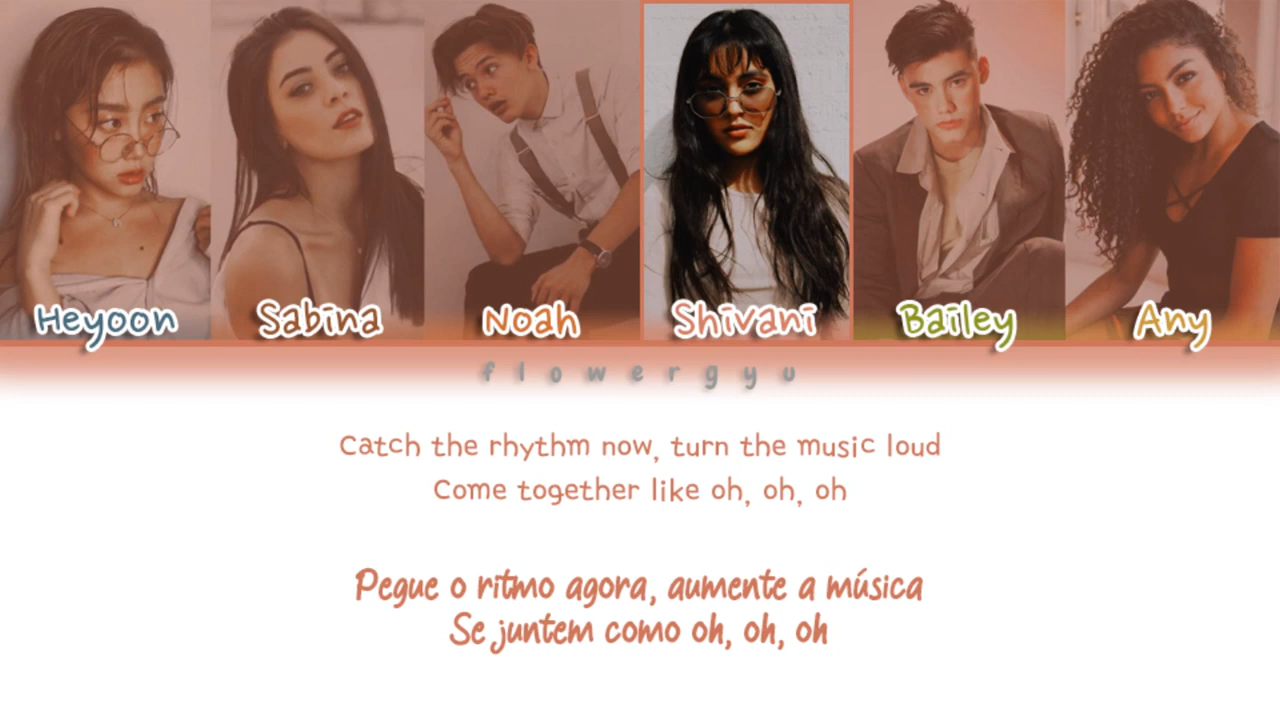 Heyoon Sabina Noah Shivani Bailey Any
flowergyu
Catch the rhythm now, turn the music loud
Come together like oh, oh, oh
Pegue o ritmo agora, aumente a música
Se juntem como oh, oh, oh